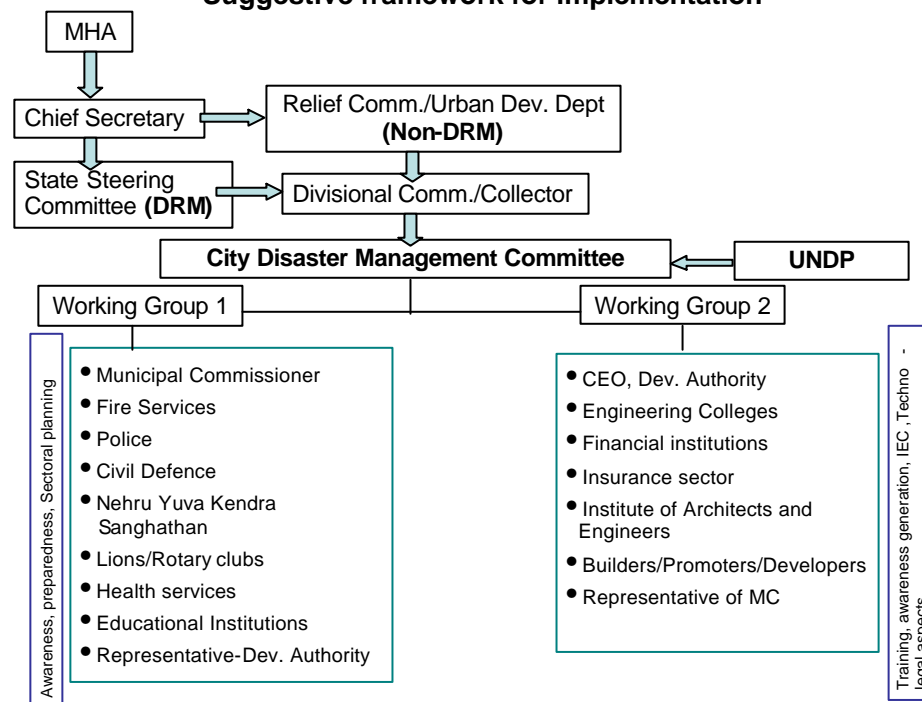 Suggestive framework for implementation
MHA
Chief Secretary
Relief Comm./Urban Dev. Dept
(Non-DRM)
State Steering
Committee (DRM)
Divisional Comm./Collector
City Disaster Management Committee
UNDP
Working Group 1
Working Group 2
Awareness, preparedness, Sectoral planning
• Municipal Commissioner
• Fire Services
• Police
• Civil Defence
• Nehru Yuva Kendra
Sanghathan
• Lions/Rotary clubs
• Health services
• Educational Institutions
• Representative-Dev. Authority
• CEO, Dev. Authority
• Engineering Colleges
• Financial institutions
• Insurance sector
• Institute of Architects and
Engineers
• Builders/Promoters/Developers
• Representative of MC
Training, awareness generation, IEC ,Techno -
legal aspects